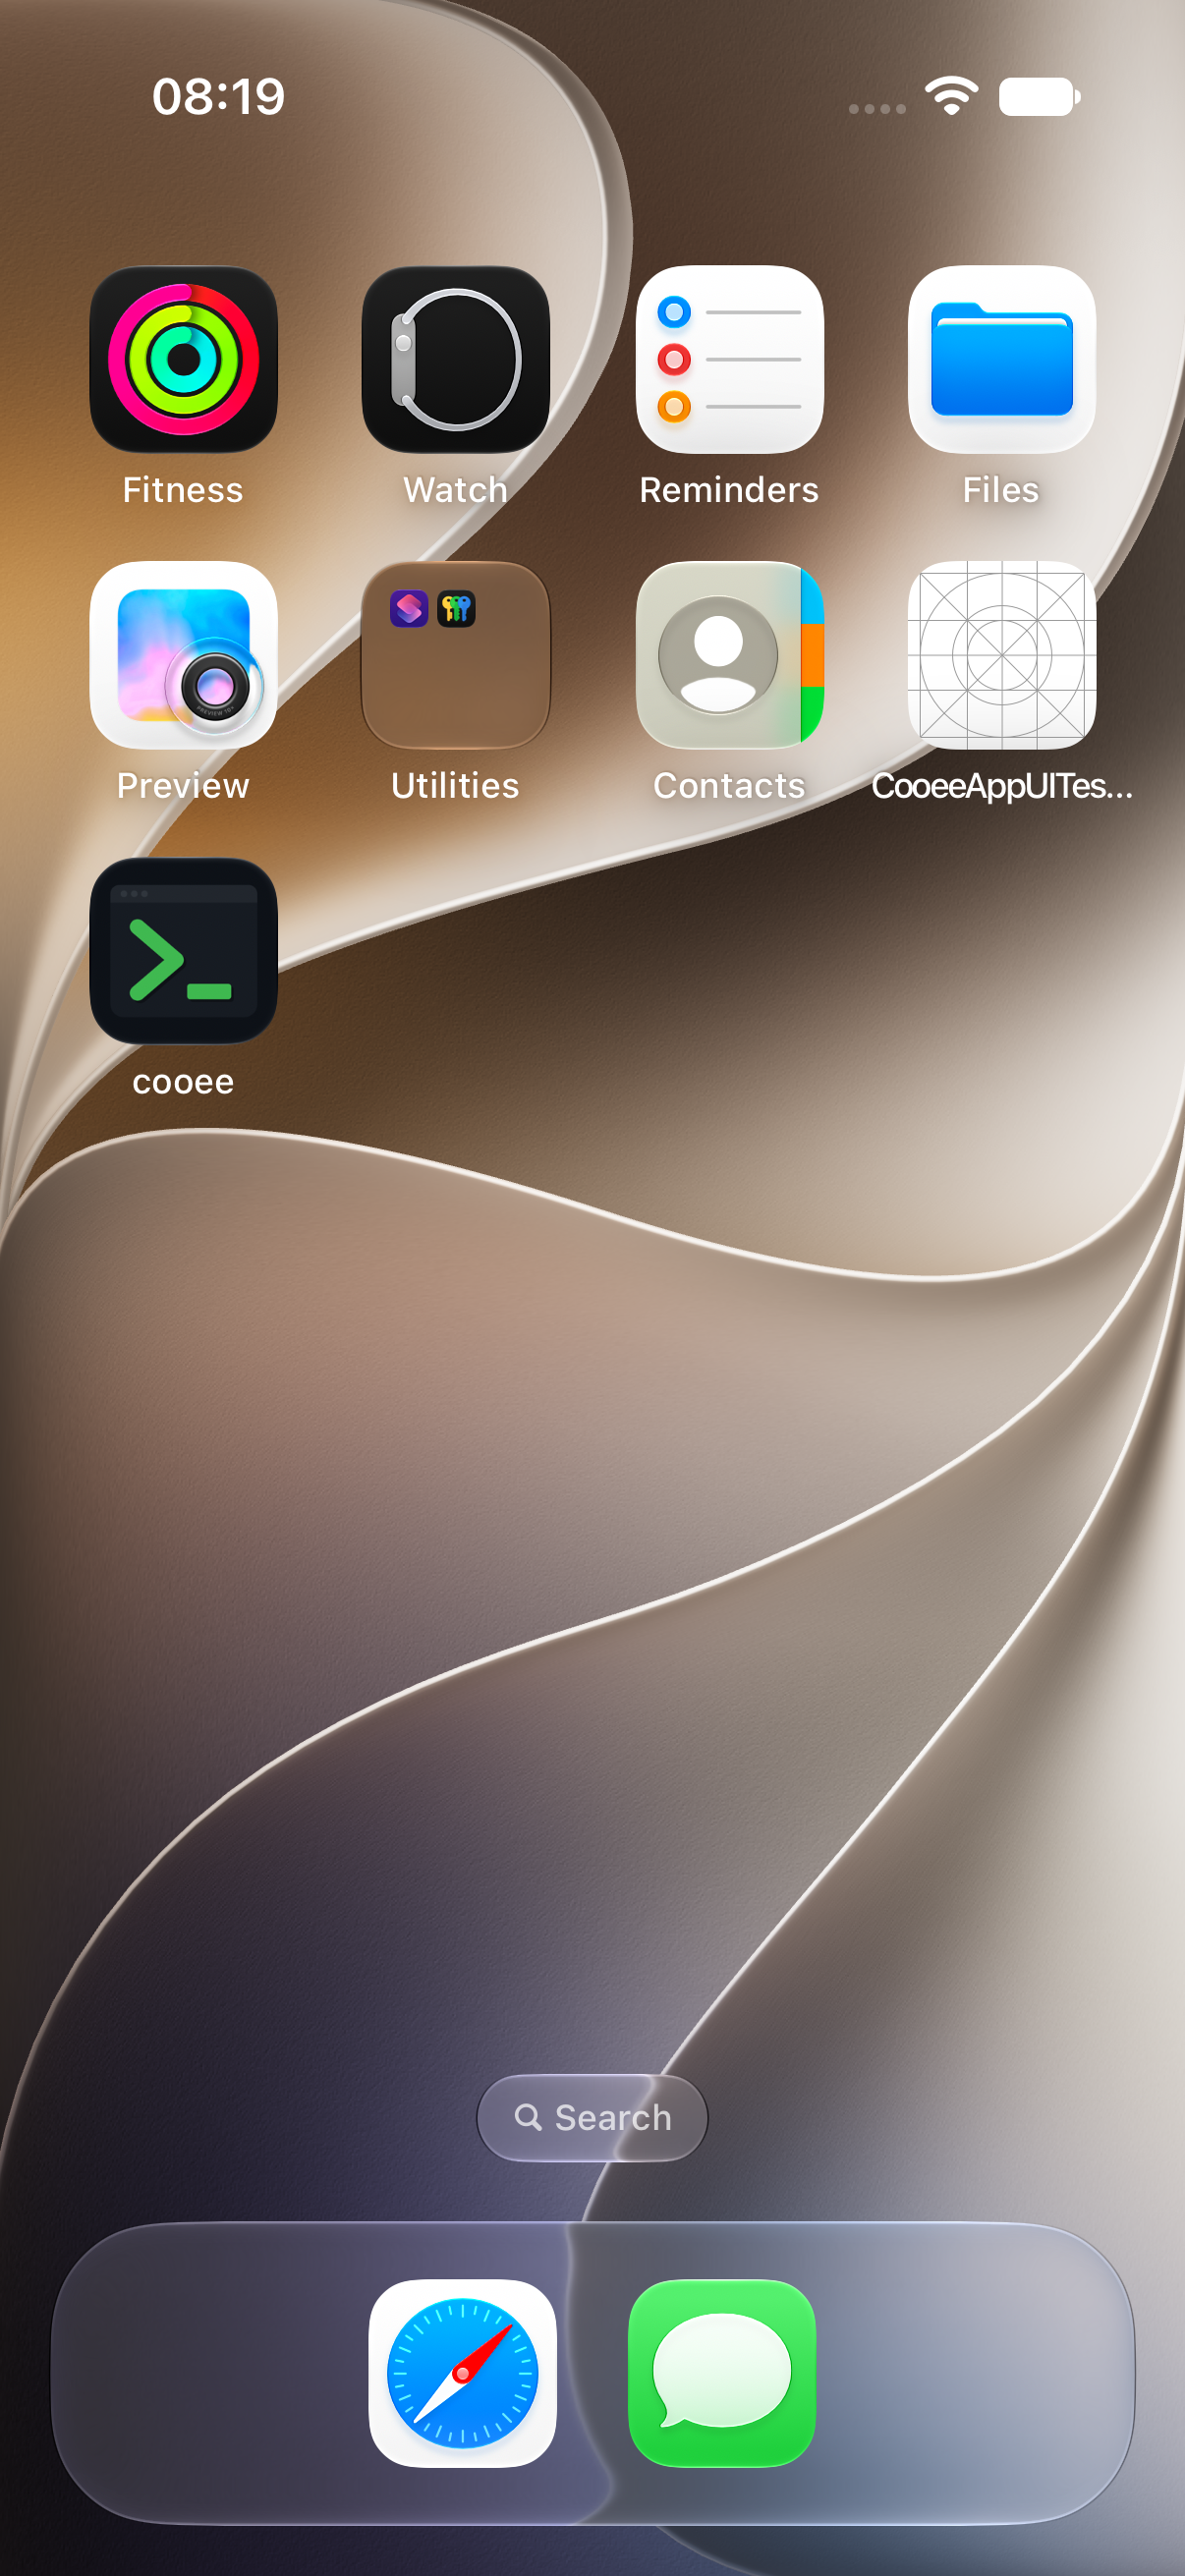 08:19
Fitness
Watch
Reminders
Files
Preview
Utilities
Contacts
CooeeAppUITes...
cooee
Search